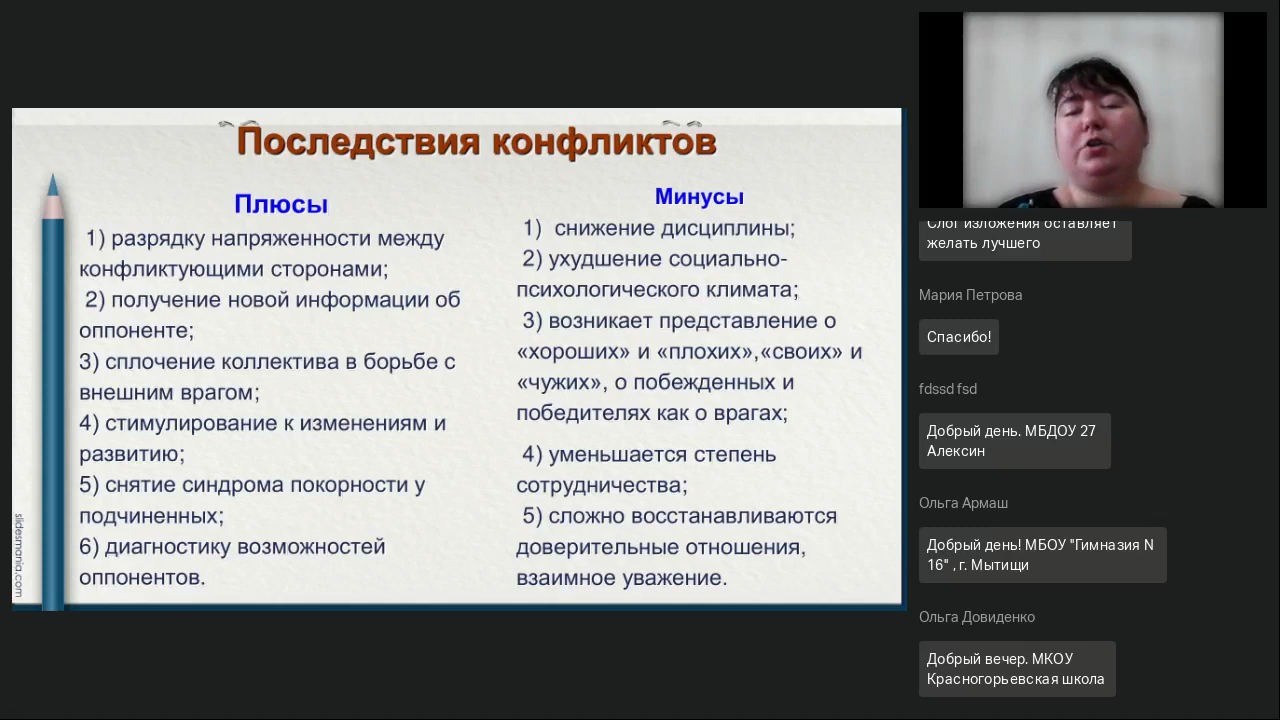 Последствия конфликтов
Плюсы
1) разрядку напряженности между
конфликтующими сторонами;
2) получение новой информации об
оппоненте;
3) сплочение коллектива в борьбе с
внешним врагом;
4) стимулирование к изменениям и
развитию;
5) снятие синдрома покорности у
подчиненных;
6) диагностику возможностей
оппонентов.
Минусы
1) снижение дисциплины;
2) ухудшение социально-
психологического климата;
3) возникает представление о
«хороших» и «плохих»,«своих» и
«чужих», о побежденных и
победителях как о врагах;
4) уменьшается степень
сотрудничества;
5) сложно восстанавливаются
доверительные отношения,
взаимное уважение.
slidesmania.com
Слог изложения оставляет
желать лучшего
Мария Петрова
Спасибо!
fdssd fsd
Добрый день. МБДОУ 27
Алексин
Ольга Армаш
Добрый день! МБОУ "Гимназия N
16" , г. Мытищи
Ольга Довиденко
Добрый вечер. МКОУ
Красногорьевская школа